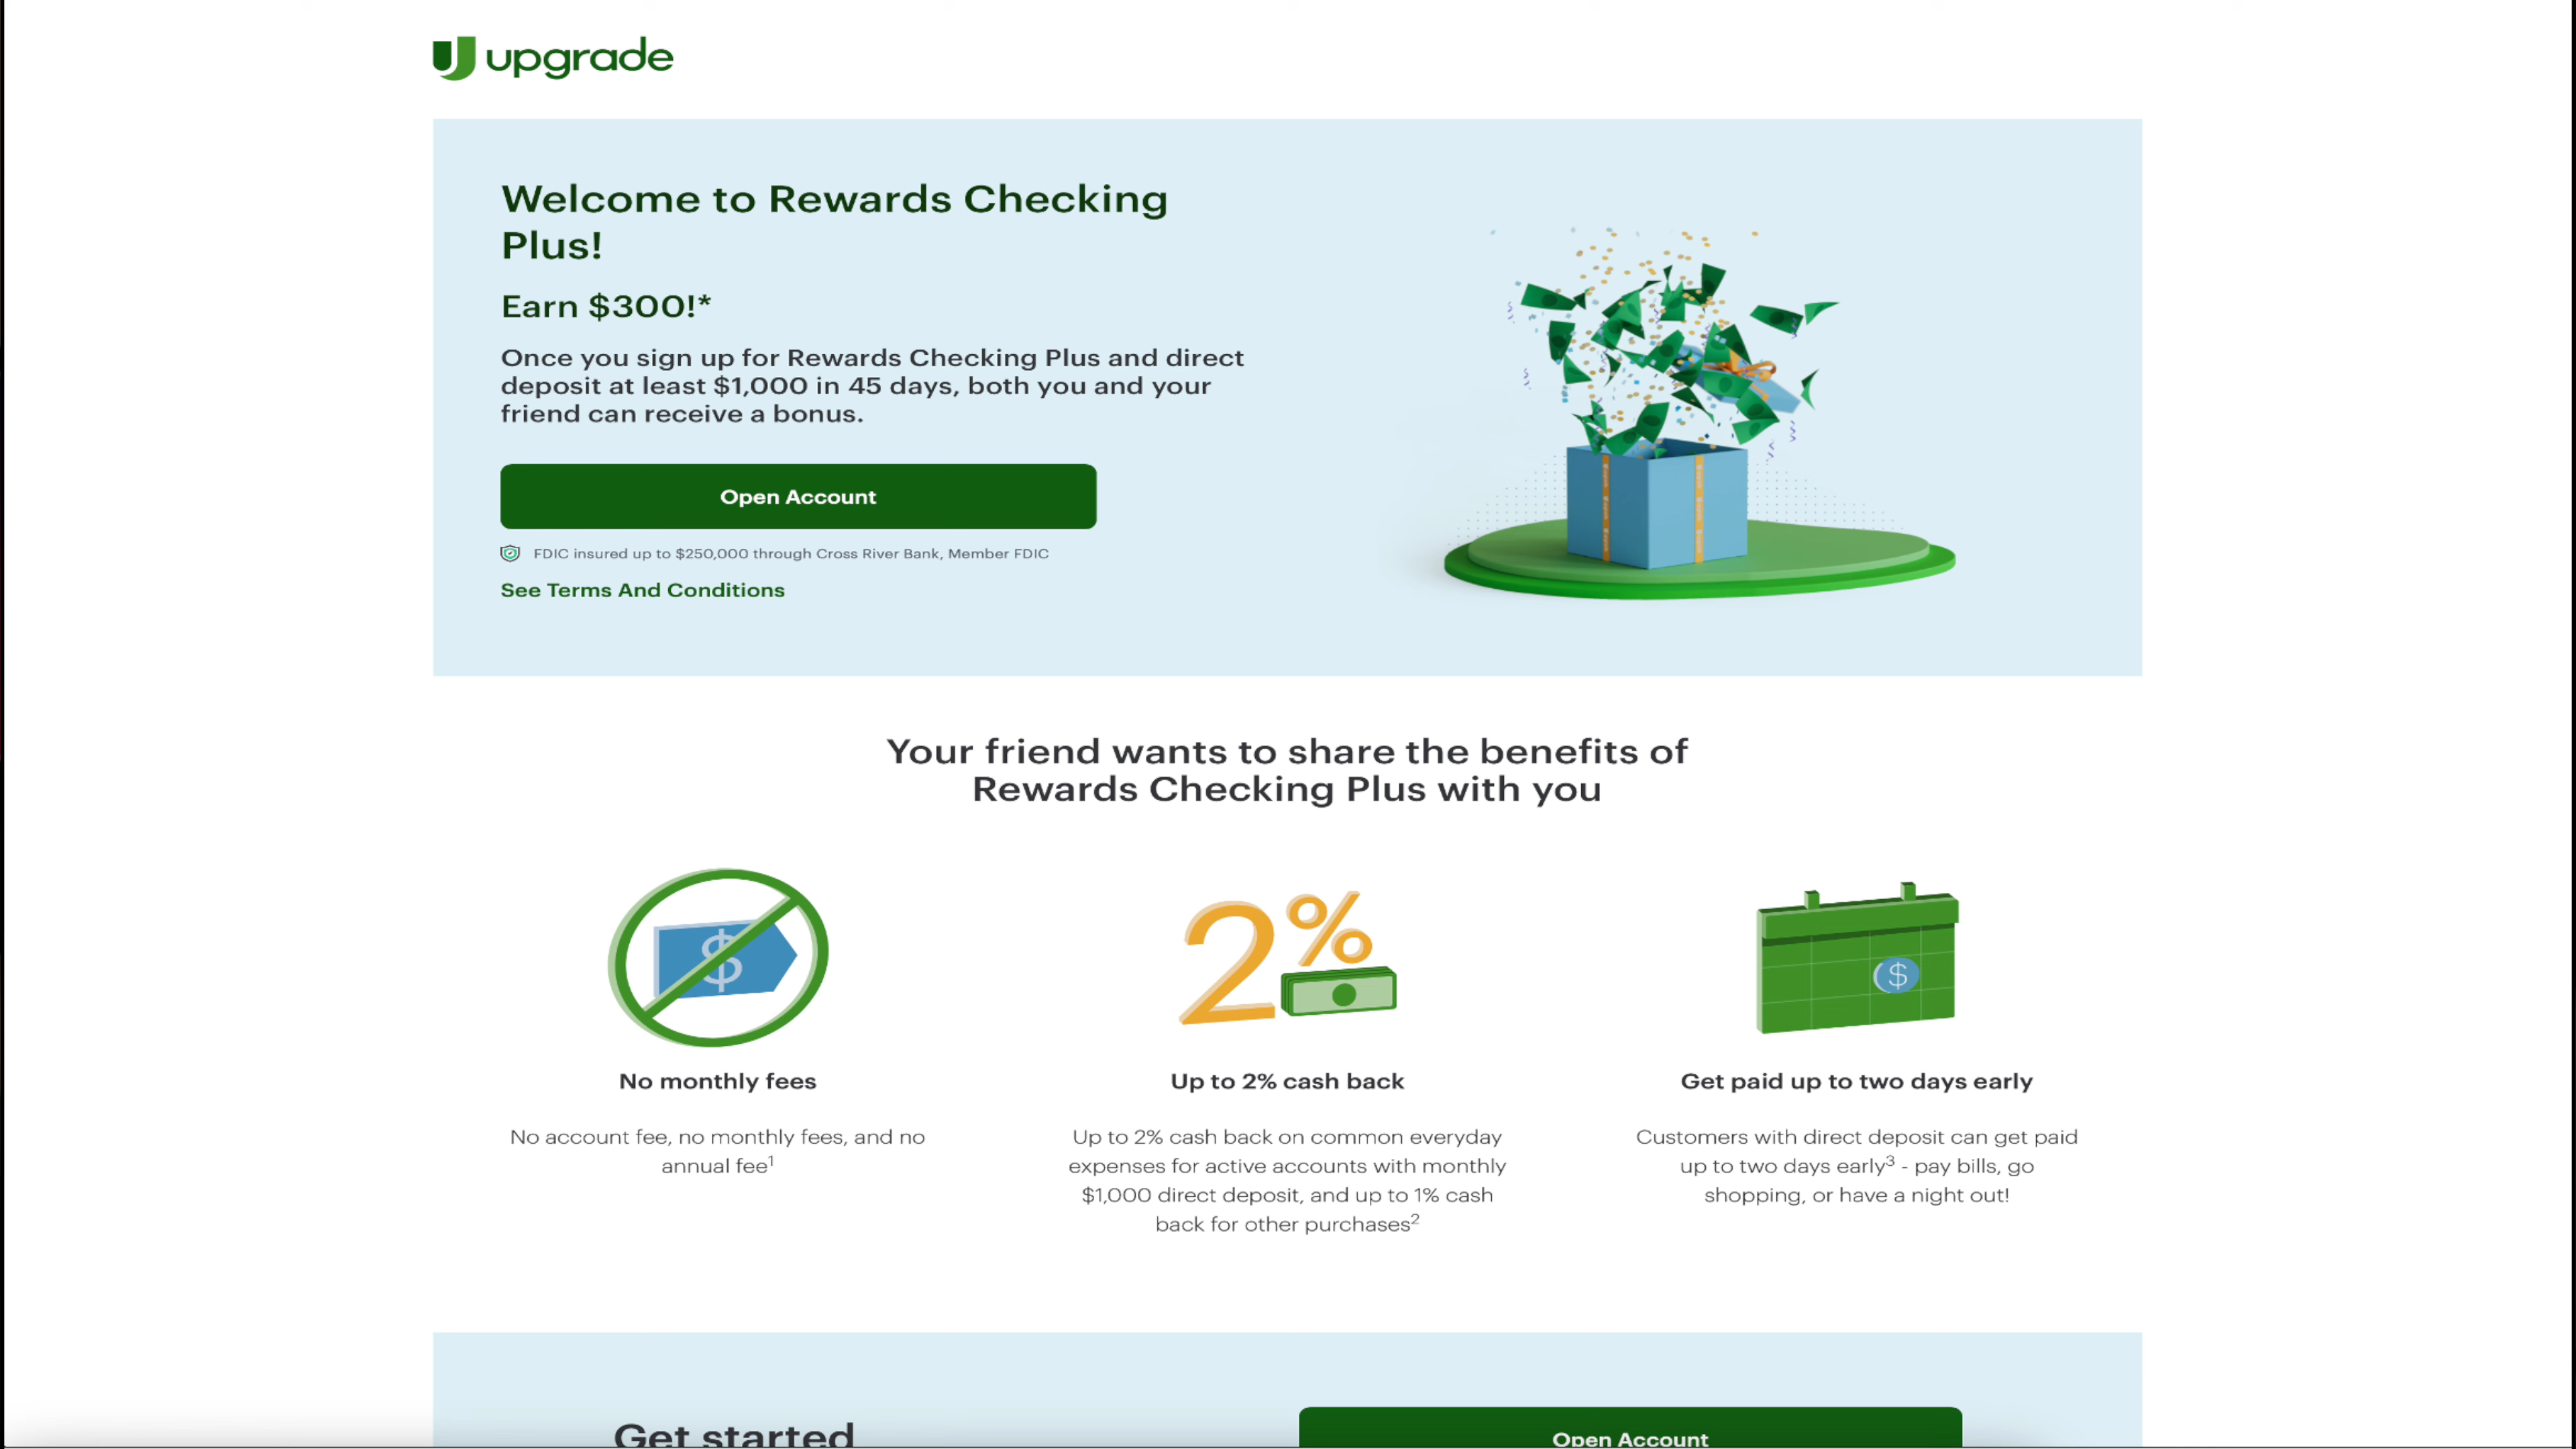 upgrade
Welcome to Rewards Checking
Plus!
Earn $300!*
Once you sign up for Rewards Checking Plus and direct
deposit at least $1,000 in 45 days, both you and your
friend can receive a bonus.
Open Account
FDIC insured up to $250,000 through Cross River Bank, Member FDIC
See Terms And Conditions
Your friend wants to share the benefits of
Rewards Checking Plus with you
$
2%
$
No monthly fees
No account fee, no monthly fees, and no
annual fee¹
Up to 2% cash back
Up to 2% cash back on common everyday
expenses for active accounts with monthly
$1,000 direct deposit, and up to 1% cash
back for other purchases²
Get paid up to two days early
Customers with direct deposit can get paid
up to two days early³ - pay bills, go
shopping, or have a night out!
Get started
Open Account